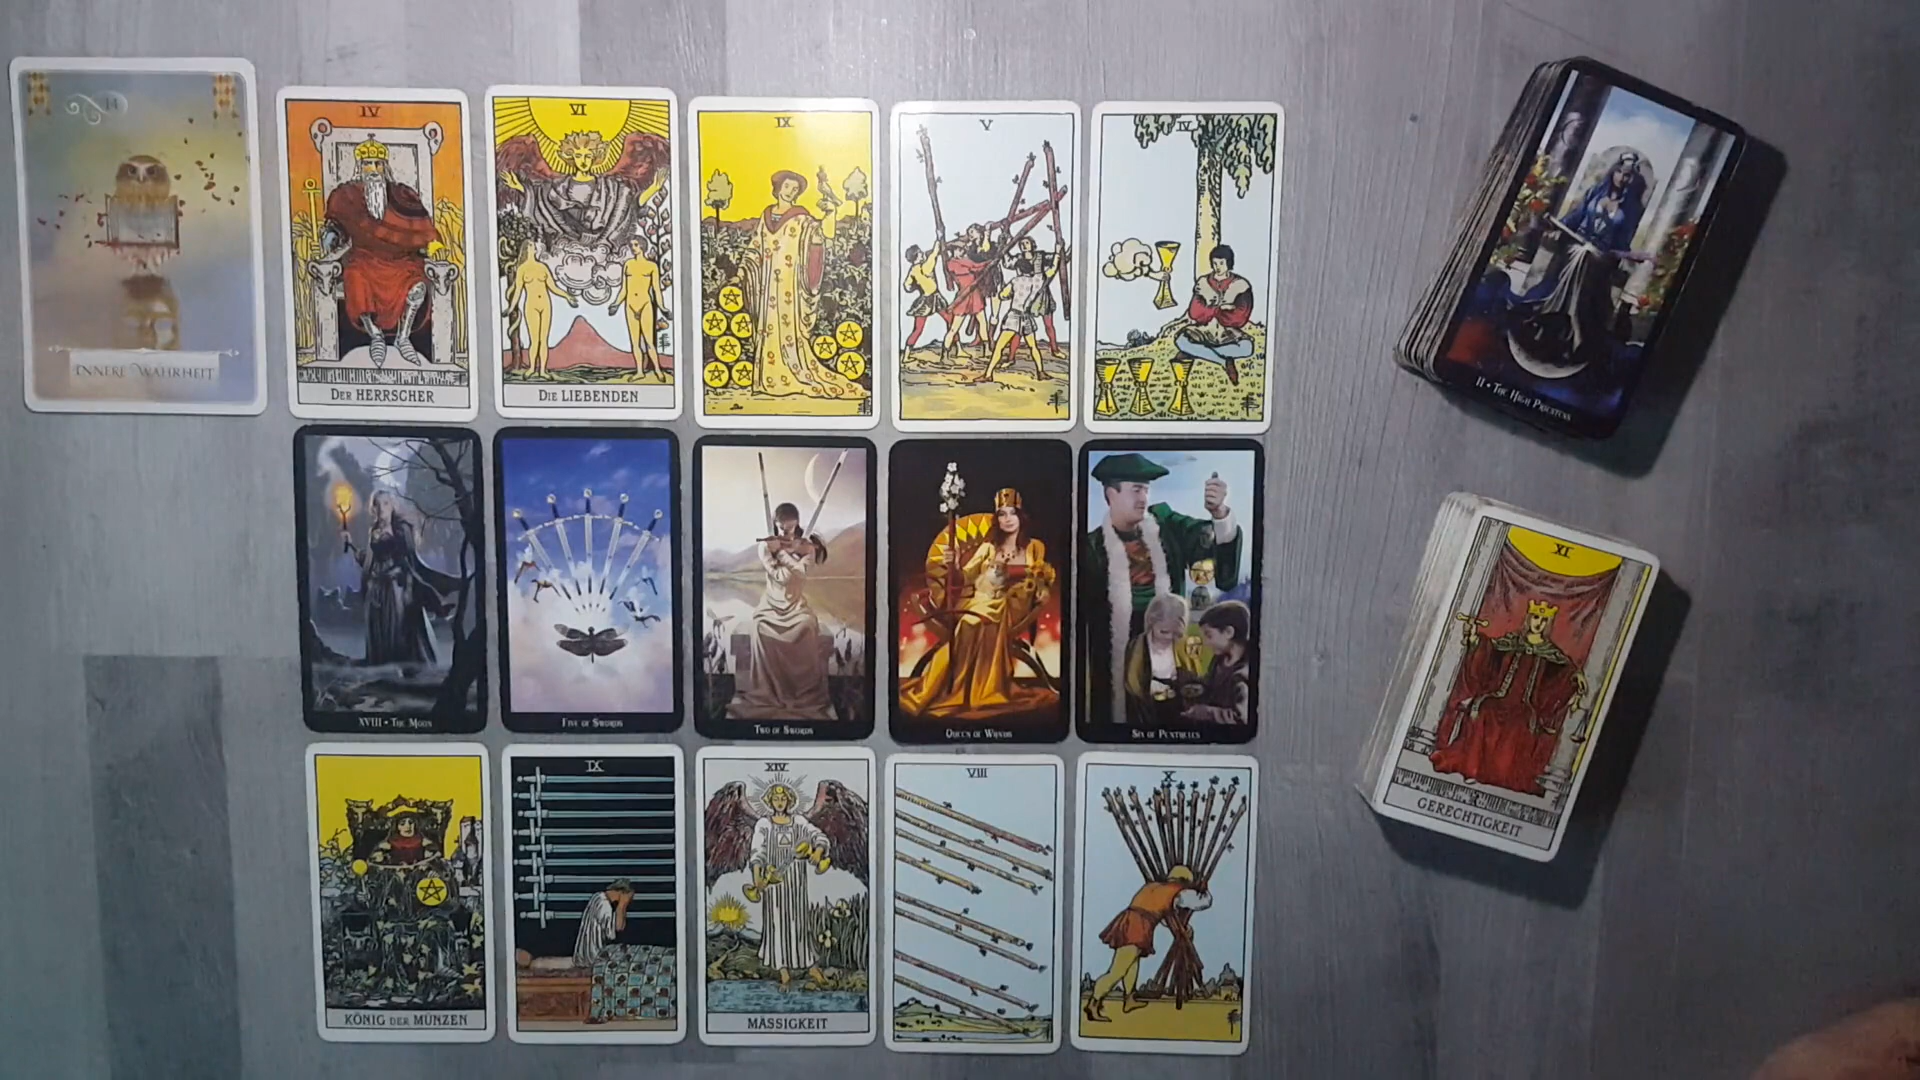 14
INNERE WAHRHEIT
IV
DER HERRSCHER
VI
DIE LIEBENDEN
IX
V
IV
II • THE HIGH PRIESTESS
XVIII • THE MOON
FIVE OF SWORDS
TWO OF SWORDS
QUEEN OF WANDS
SIX OF PENTACLES
XI
GERECHTIGKEIT
KÖNIG DER MÜNZEN
IX
XIV
MÄSSIGKEIT
VIII
X